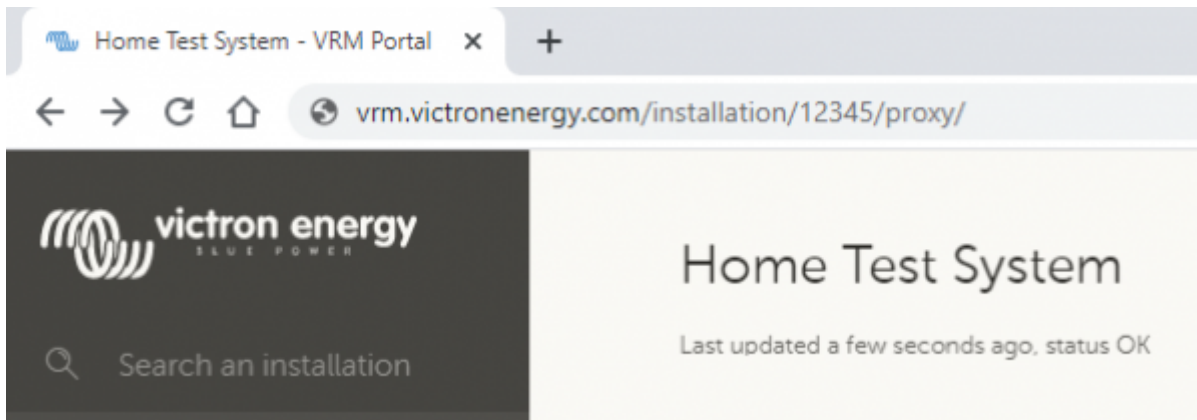 Home Test System - VRM Portal
vrm.victronenergy.com/installation/12345/proxy/
victron energy
BLUE POWER
Home Test System
Last updated a few seconds ago, status OK
Search an installation